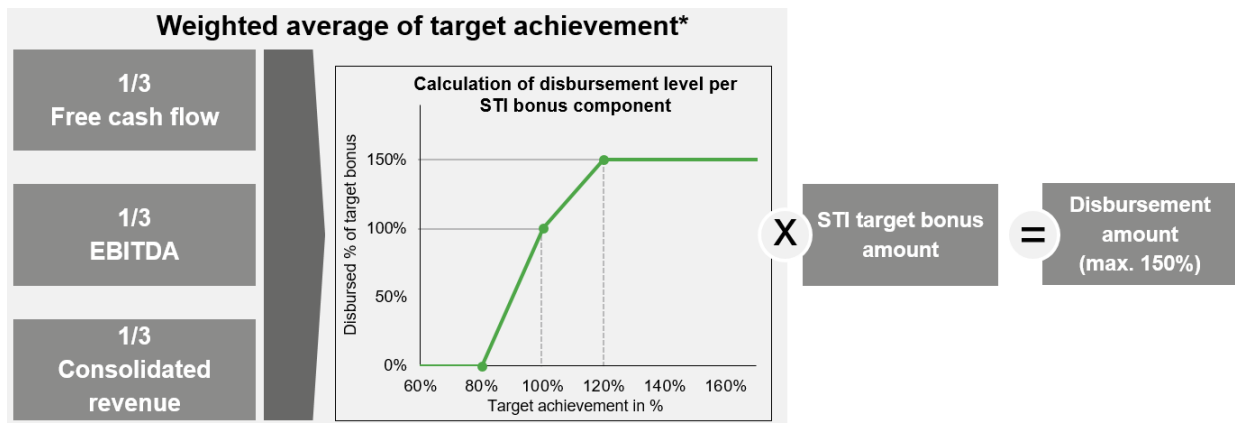 Weighted average of target achievement*
1/3
Free cash flow
1/3
EBITDA
1/3
Consolidated
revenue
Calculation of disbursement level per
STI bonus component
Disbursed % of target bonus
150%
100%
50%
0%
60% 80% 100% 120% 140% 160%
Target achievement in %
X
STI target bonus
amount
=
Disbursement
amount
(max. 150%)